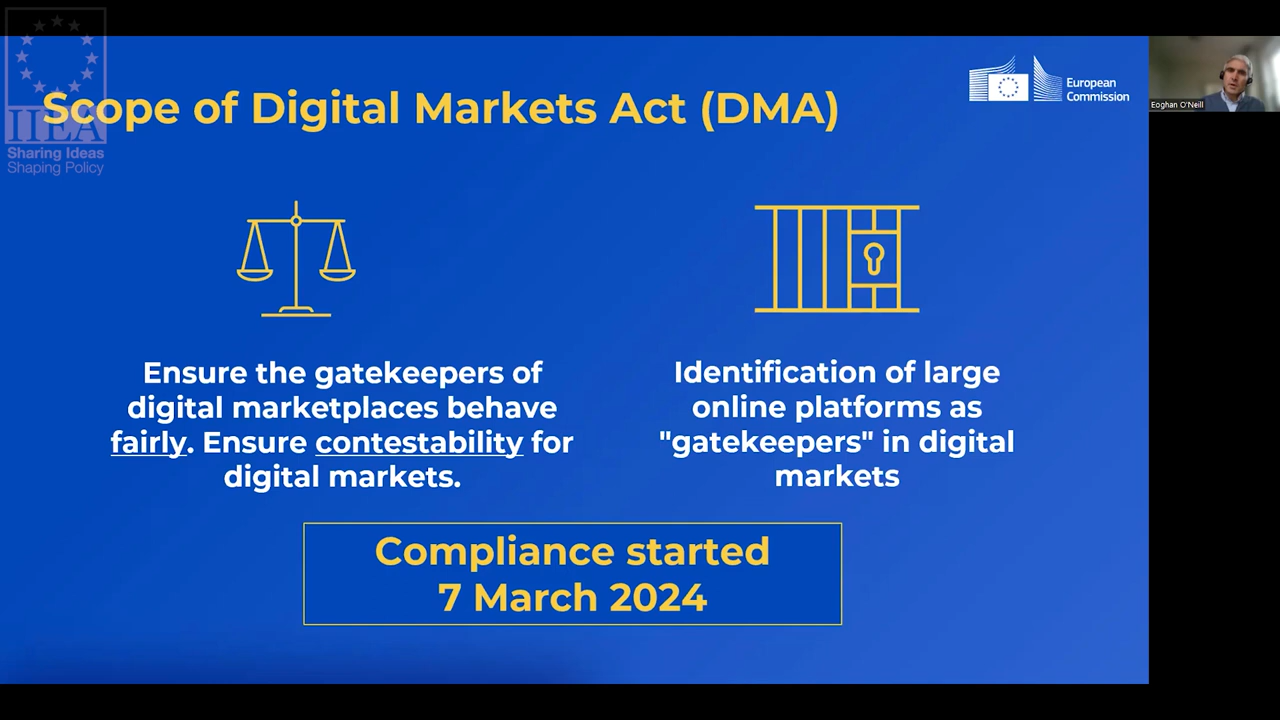 Scope of Digital Markets Act (DMA)
IIEA
Sharing Ideas
Shaping Policy
European
Commission
Eoghan O'Neill
Ensure the gatekeepers of
digital marketplaces behave
fairly. Ensure contestability for
digital markets.
Identification of large
online platforms as
"gatekeepers" in digital
markets
Compliance started
7 March 2024